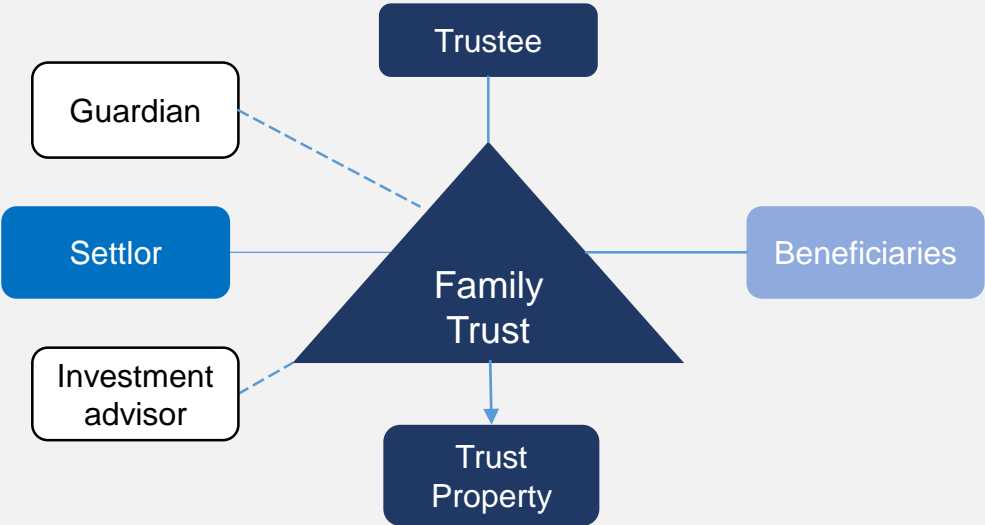 Trustee
Guardian
Settlor
Beneficiaries
Family
Trust
Investment
advisor
Trust
Property